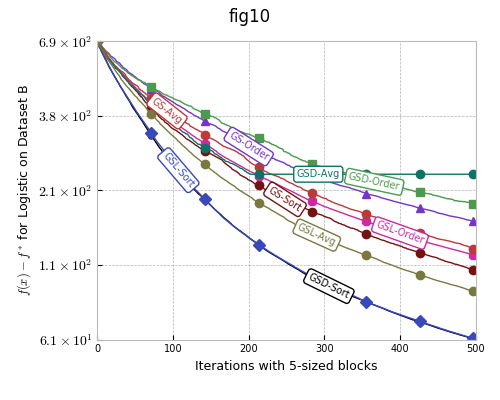 fig10
f(x) − f* for Logistic on Dataset B
6.9 × 10²
3.8 × 10²
2.1 × 10²
1.1 × 10²
6.1 × 10¹
GS-Avg
GS-Order
GSL-Sort
GSD-Avg
GSD-Order
GS-Sort
GSL-Avg
GSL-Order
GSD-Sort
0 100 200 300 400 500
Iterations with 5-sized blocks